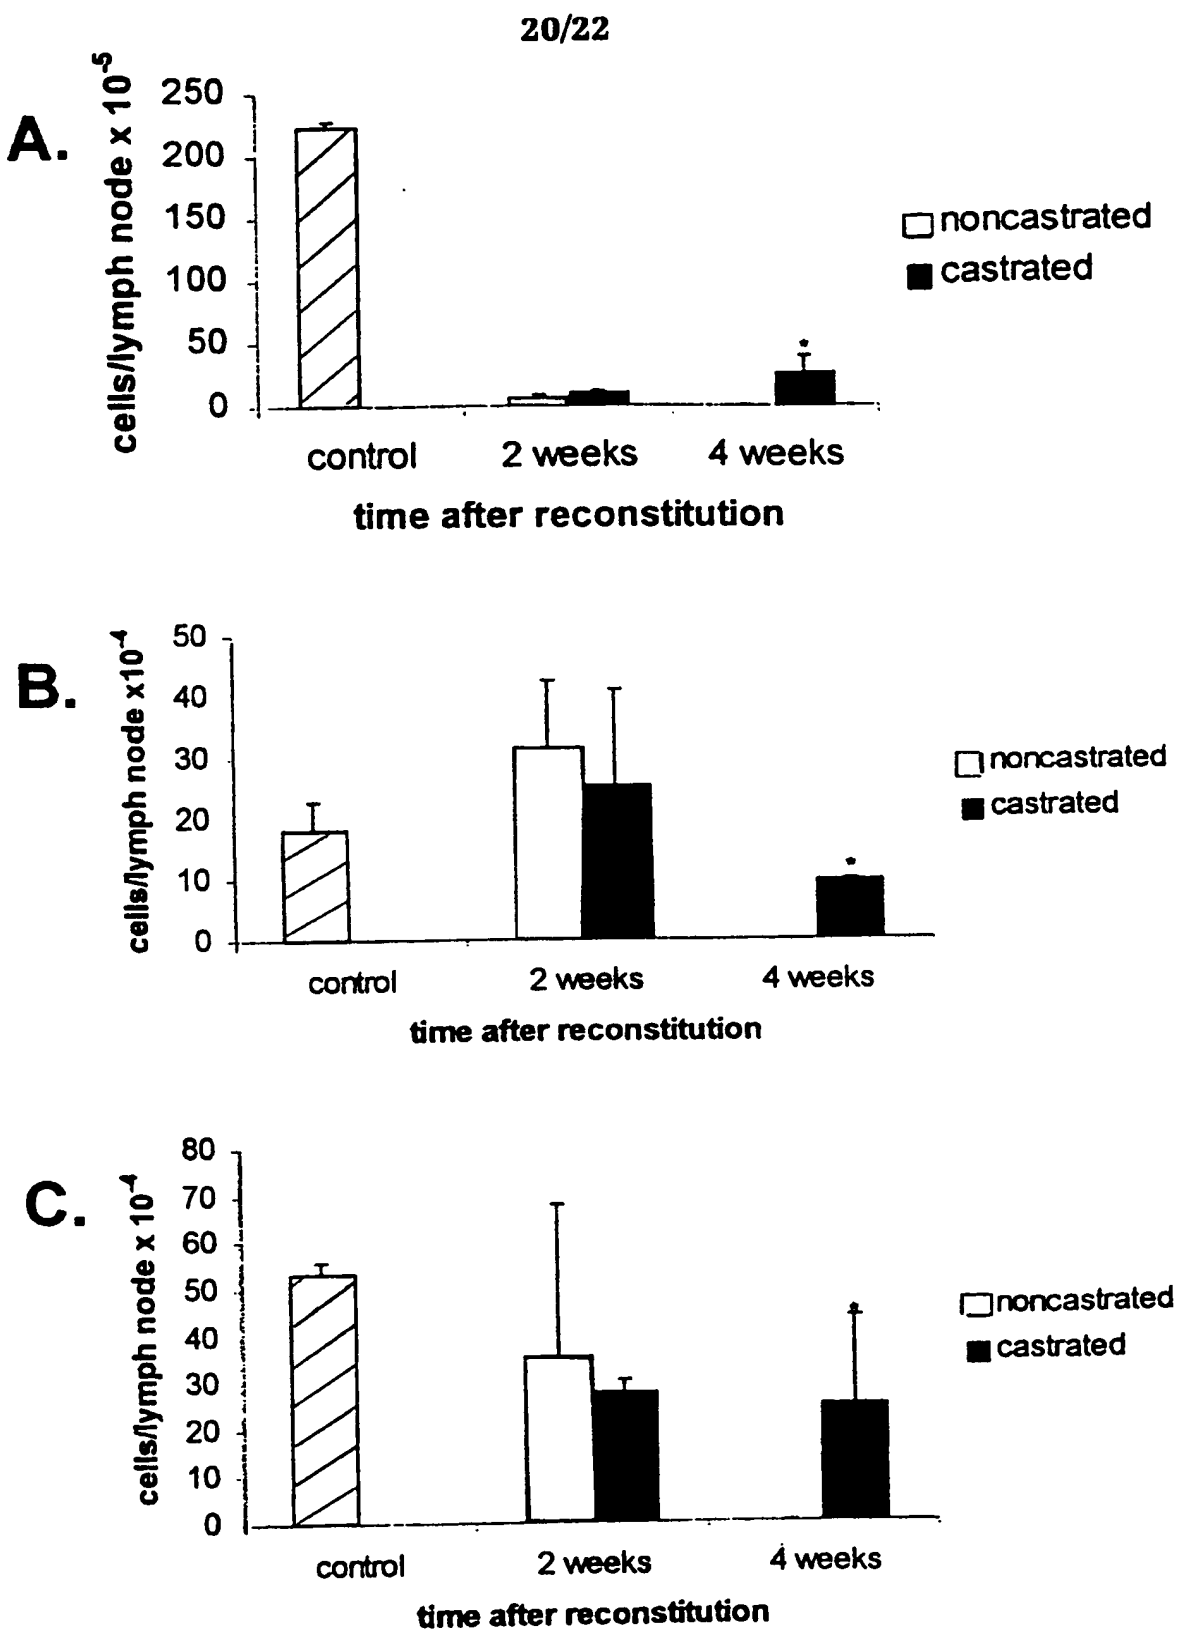 20/22
A.
cells/lymph node x 10-5
250
200
150
100
50
0
*
noncastrated
castrated
control 2 weeks 4 weeks
time after reconstitution
B.
cells/lymph node x10-4
50
40
30
20
10
0
*
noncastrated
castrated
control 2 weeks 4 weeks
time after reconstitution
C.
cells/lymph node x 10-4
80
70
60
50
40
30
20
10
0
*
noncastrated
castrated
control 2 weeks 4 weeks
time after reconstitution